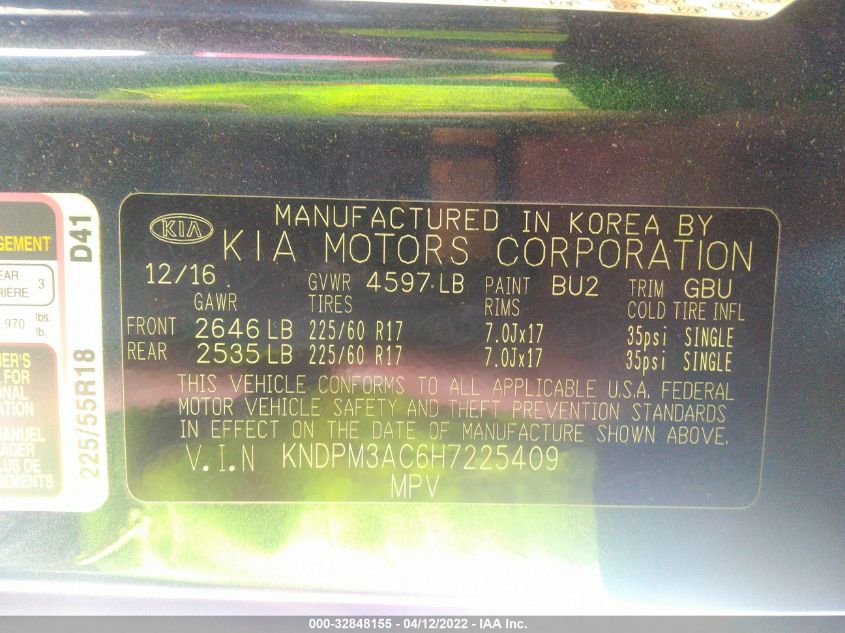 KIA
MANUFACTURED IN KOREA BY
KIA MOTORS CORPORATION
12/16 GVWR 4597 LB PAINT BU2 TRIM GBU
GAWR TIRES RIMS COLD TIRE INFL
FRONT 2646 LB 225/60 R17 7.0Jx17 35psi SINGLE
REAR 2535 LB 225/60 R17 7.0Jx17 35psi SINGLE
THIS VEHICLE CONFORMS TO ALL APPLICABLE U.S.A. FEDERAL
MOTOR VEHICLE SAFETY AND THEFT PREVENTION STANDARDS
IN EFFECT ON THE DATE OF MANUFACTURE SHOWN ABOVE.
V.I.N KNDPM3AC6H7225409
MPV
GEMENT
EAR
RIÈRE 3
970 lbs.
lb.
ER'S
FOR
ONAL
ATION
MANUEL
AGER
LUS DE
MENTS
225/55R18 D41
000-32848155 - 04/12/2022 - IAA Inc.